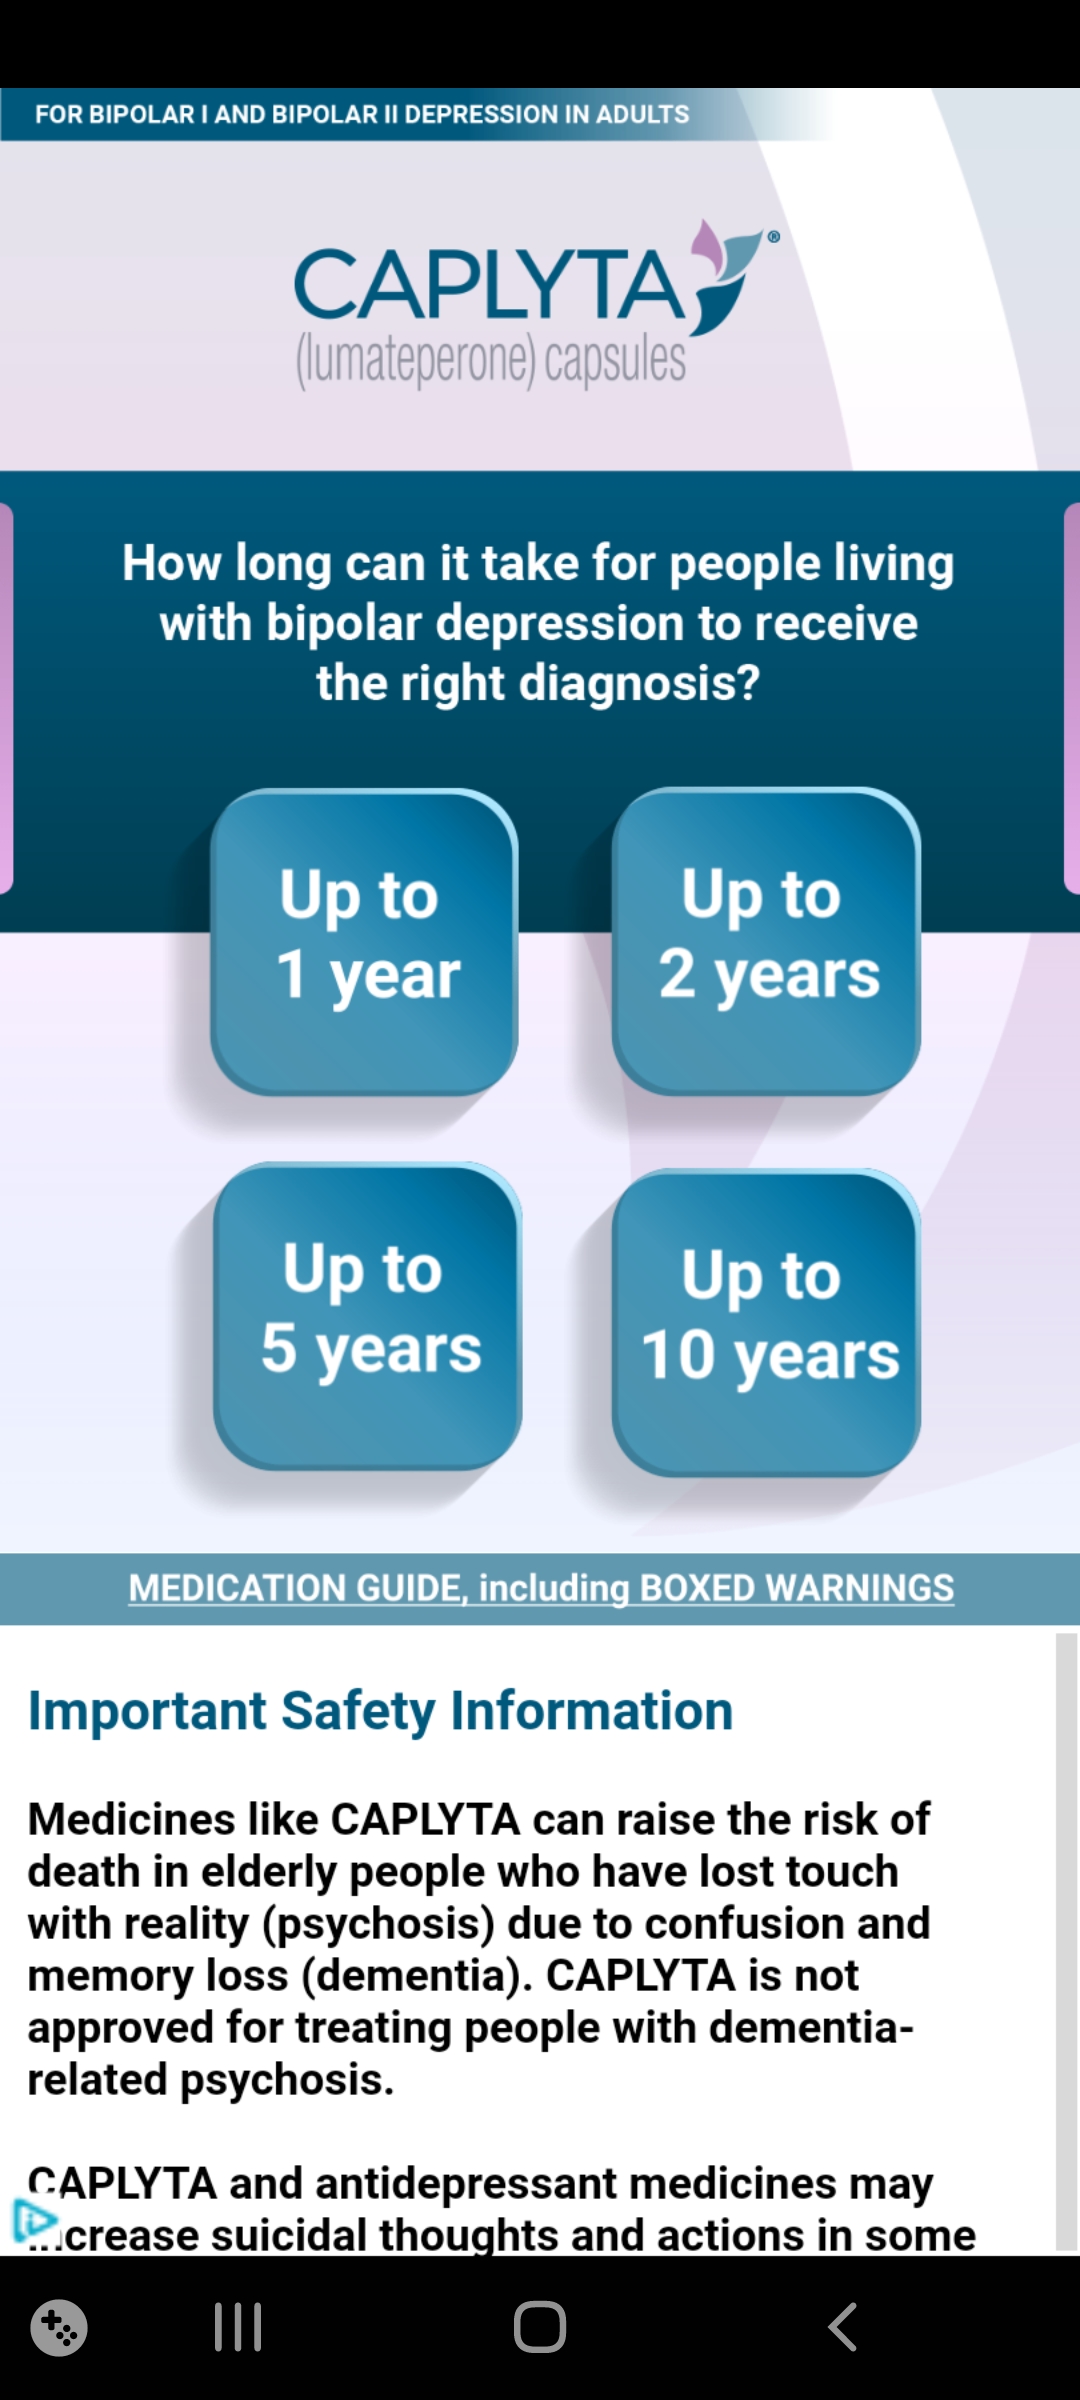 FOR BIPOLAR I AND BIPOLAR II DEPRESSION IN ADULTS
CAPLYTA®
(lumateperone) capsules
How long can it take for people living
with bipolar depression to receive
the right diagnosis?
Up to
1 year
Up to
2 years
Up to
5 years
Up to
10 years
MEDICATION GUIDE, including BOXED WARNINGS
Important Safety Information
Medicines like CAPLYTA can raise the risk of
death in elderly people who have lost touch
with reality (psychosis) due to confusion and
memory loss (dementia). CAPLYTA is not
approved for treating people with dementia-
related psychosis.
CAPLYTA and antidepressant medicines may
increase suicidal thoughts and actions in some